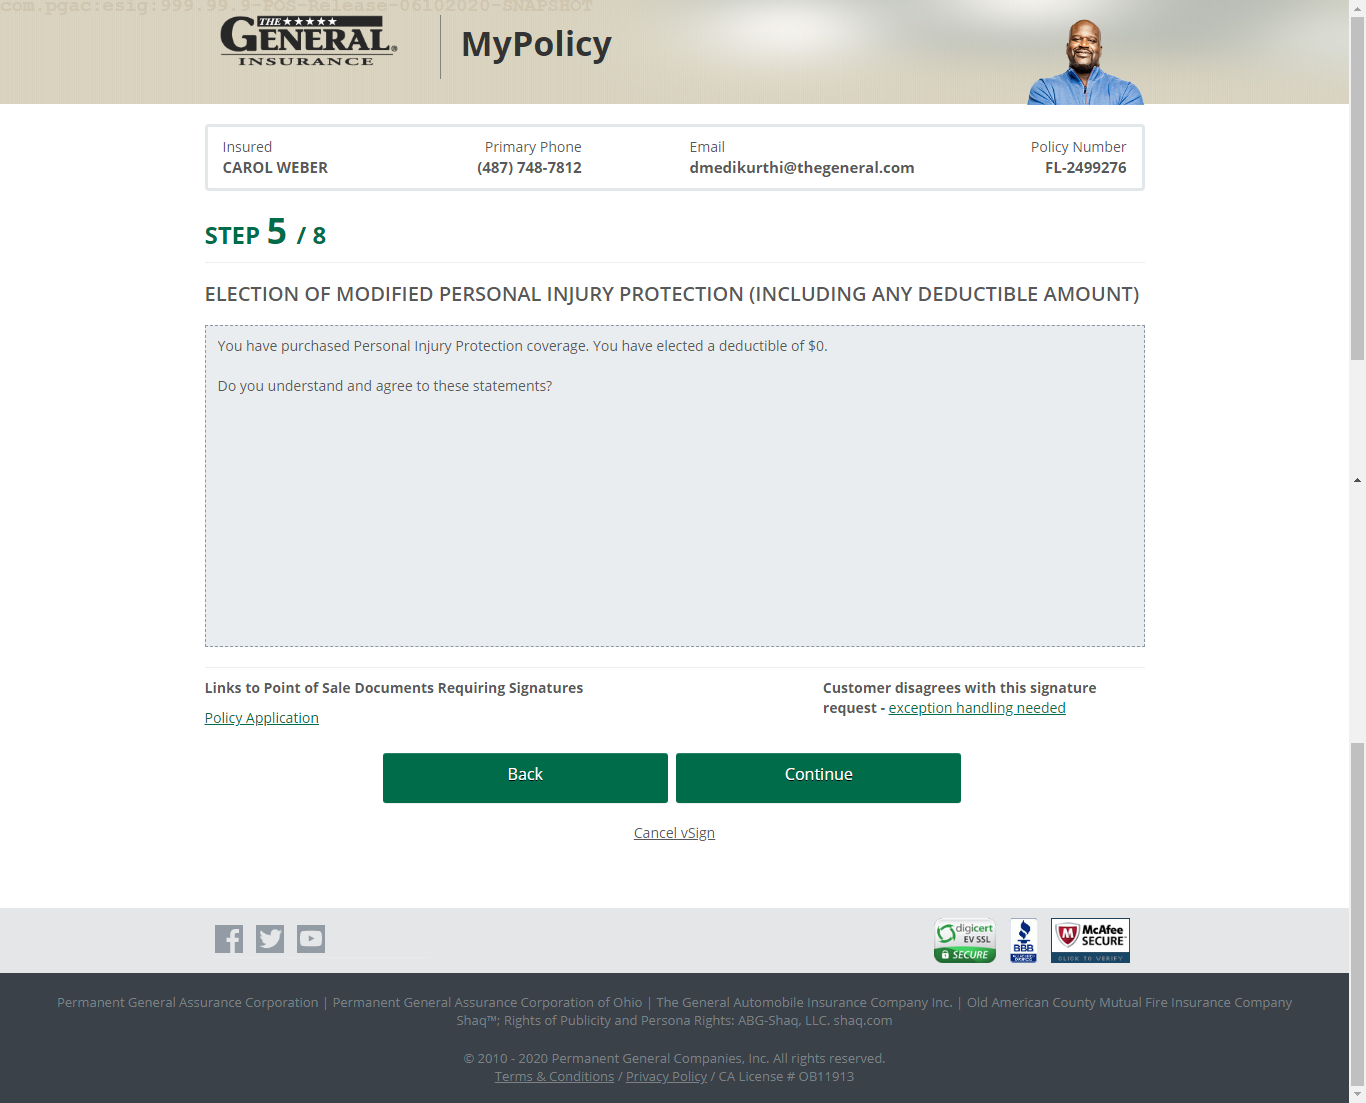 com.pgac:esig:999.99.9-POS-Release-06102020-SNAPSHOT
THE GENERAL® INSURANCE
MyPolicy
Insured Primary Phone Email Policy Number
CAROL WEBER (487) 748-7812 dmedikurthi@thegeneral.com FL-2499276
STEP 5 / 8
ELECTION OF MODIFIED PERSONAL INJURY PROTECTION (INCLUDING ANY DEDUCTIBLE AMOUNT)
You have purchased Personal Injury Protection coverage. You have elected a deductible of $0.
Do you understand and agree to these statements?
Links to Point of Sale Documents Requiring Signatures
Policy Application
Customer disagrees with this signature
request - exception handling needed
Back Continue
Cancel vSign
digicert
EV SSL
SECURE
BBB
McAfee
SECURE™
CLICK TO VERIFY
Permanent General Assurance Corporation | Permanent General Assurance Corporation of Ohio | The General Automobile Insurance Company Inc. | Old American County Mutual Fire Insurance Company
Shaq™; Rights of Publicity and Persona Rights: ABG-Shaq, LLC. shaq.com
© 2010 - 2020 Permanent General Companies, Inc. All rights reserved.
Terms & Conditions / Privacy Policy / CA License # OB11913